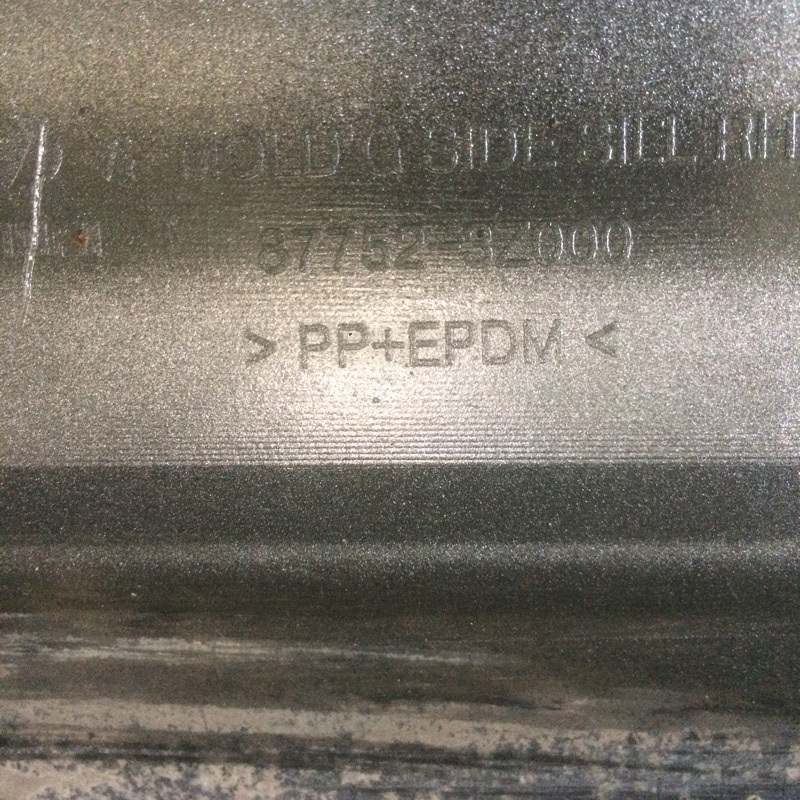 MOLD'G SIDE SILL RH
87752-3Z000
> PP+EPDM <